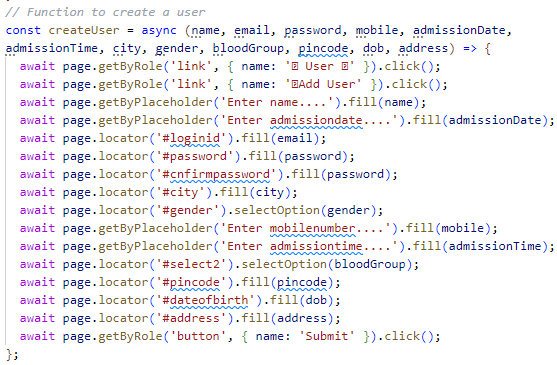 // Function to create a user
const createUser = async (name, email, password, mobile, admissionDate,
admissionTime, city, gender, bloodGroup, pincode, dob, address) => {
await page.getByRole('link', { name: ' User ' }).click();
await page.getByRole('link', { name: 'Add User' }).click();
await page.getByPlaceholder('Enter name....').fill(name);
await page.getByPlaceholder('Enter admissiondate....').fill(admissionDate);
await page.locator('#loginid').fill(email);
await page.locator('#password').fill(password);
await page.locator('#cnfirmpassword').fill(password);
await page.locator('#city').fill(city);
await page.locator('#gender').selectOption(gender);
await page.getByPlaceholder('Enter mobilenumber....').fill(mobile);
await page.getByPlaceholder('Enter admissiontime....').fill(admissionTime);
await page.locator('#select2').selectOption(bloodGroup);
await page.locator('#pincode').fill(pincode);
await page.locator('#dateofbirth').fill(dob);
await page.locator('#address').fill(address);
await page.getByRole('button', { name: 'Submit' }).click();
};